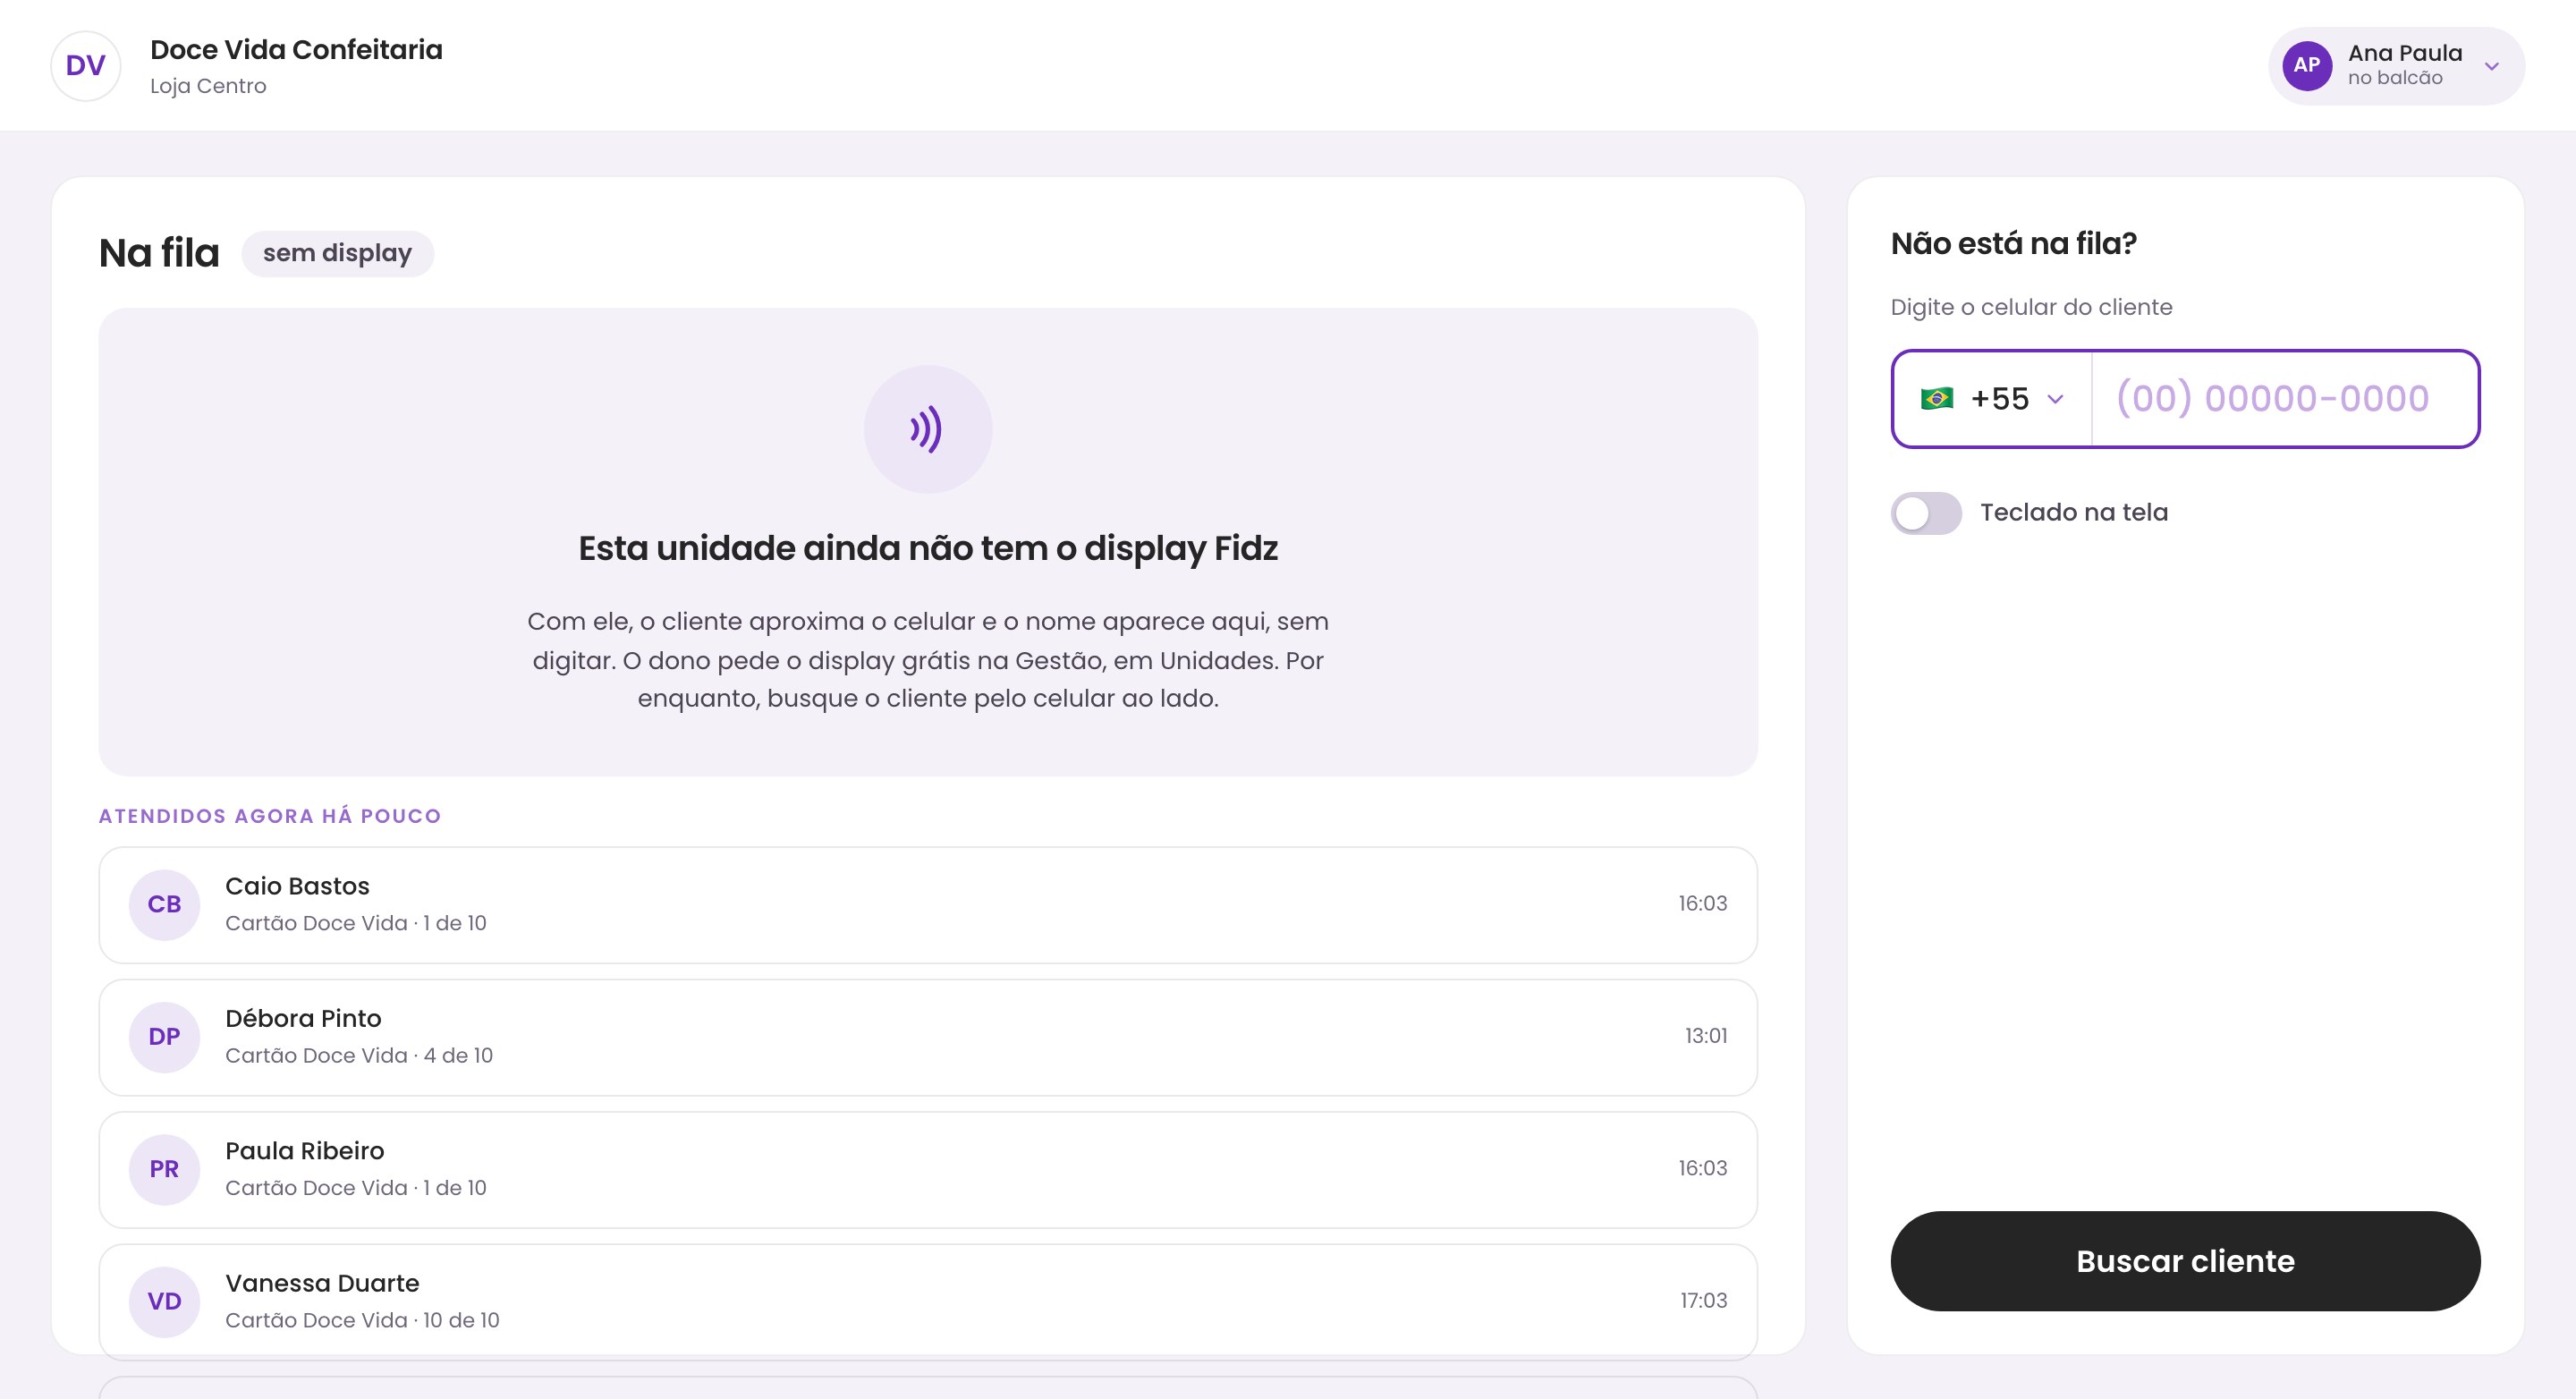 DV
Doce Vida Confeitaria
Loja Centro
AP
Ana Paula
no balcão
Na fila
sem display
Esta unidade ainda não tem o display Fidz
Com ele, o cliente aproxima o celular e o nome aparece aqui, sem
digitar. O dono pede o display grátis na Gestão, em Unidades. Por
enquanto, busque o cliente pelo celular ao lado.
ATENDIDOS AGORA HÁ POUCO
CB
Caio Bastos
Cartão Doce Vida · 1 de 10
16:03
DP
Débora Pinto
Cartão Doce Vida · 4 de 10
13:01
PR
Paula Ribeiro
Cartão Doce Vida · 1 de 10
16:03
VD
Vanessa Duarte
Cartão Doce Vida · 10 de 10
17:03
Não está na fila?
Digite o celular do cliente
+55
(00) 00000-0000
Teclado na tela
Buscar cliente